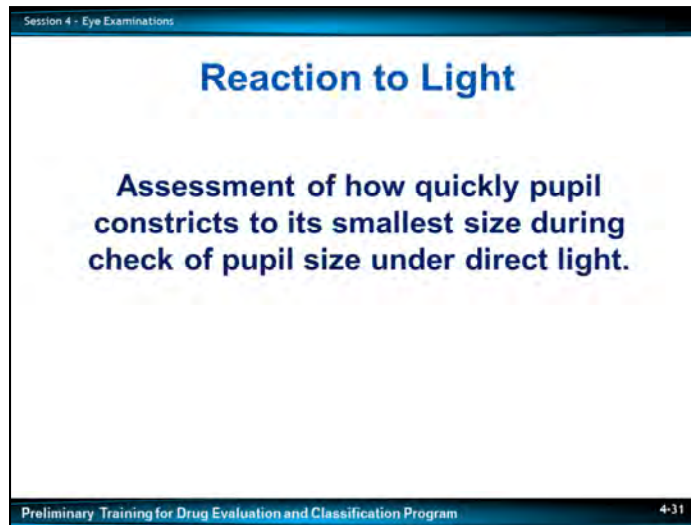 Session 4 - Eye Examinations
Reaction to Light
Assessment of how quickly pupil
constricts to its smallest size during
check of pupil size under direct light.
Preliminary Training for Drug Evaluation and Classification Program
4-31